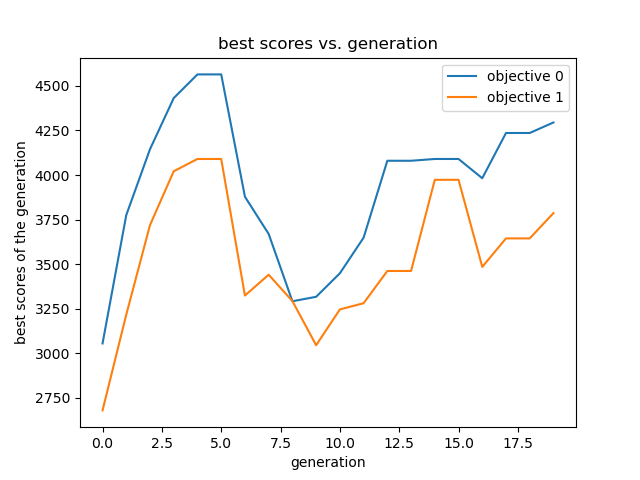 best scores vs. generation
objective 0
objective 1
best scores of the generation
4500
4250
4000
3750
3500
3250
3000
2750
0.0 2.5 5.0 7.5 10.0 12.5 15.0 17.5
generation